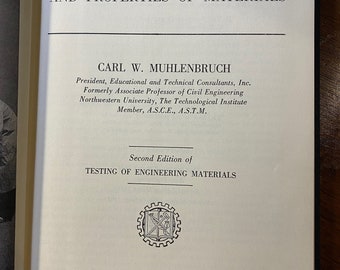 AND PROPERTIES OF MATERIALS
CARL W. MUHLENBRUCH
President, Educational and Technical Consultants, Inc.
Formerly Associate Professor of Civil Engineering
Northwestern University, The Technological Institute
Member, A.S.C.E., A.S.T.M.
Second Edition of
TESTING OF ENGINEERING MATERIALS